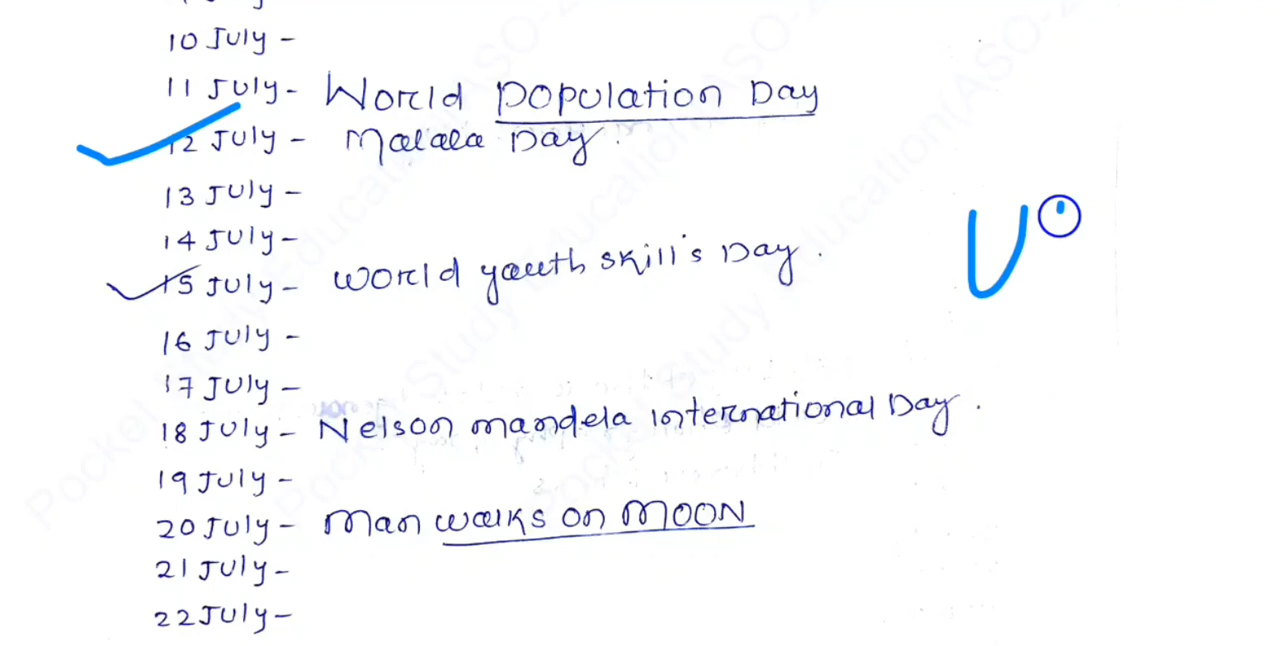 10 July -
11 July - World Population Day
12 July - Malala Day.
13 July -
14 July -
15 July - World youth skill's Day.
16 July -
17 July -
18 July - Nelson mandela International Day.
19 July -
20 July - Man walks on MOON
21 July -
22 July -